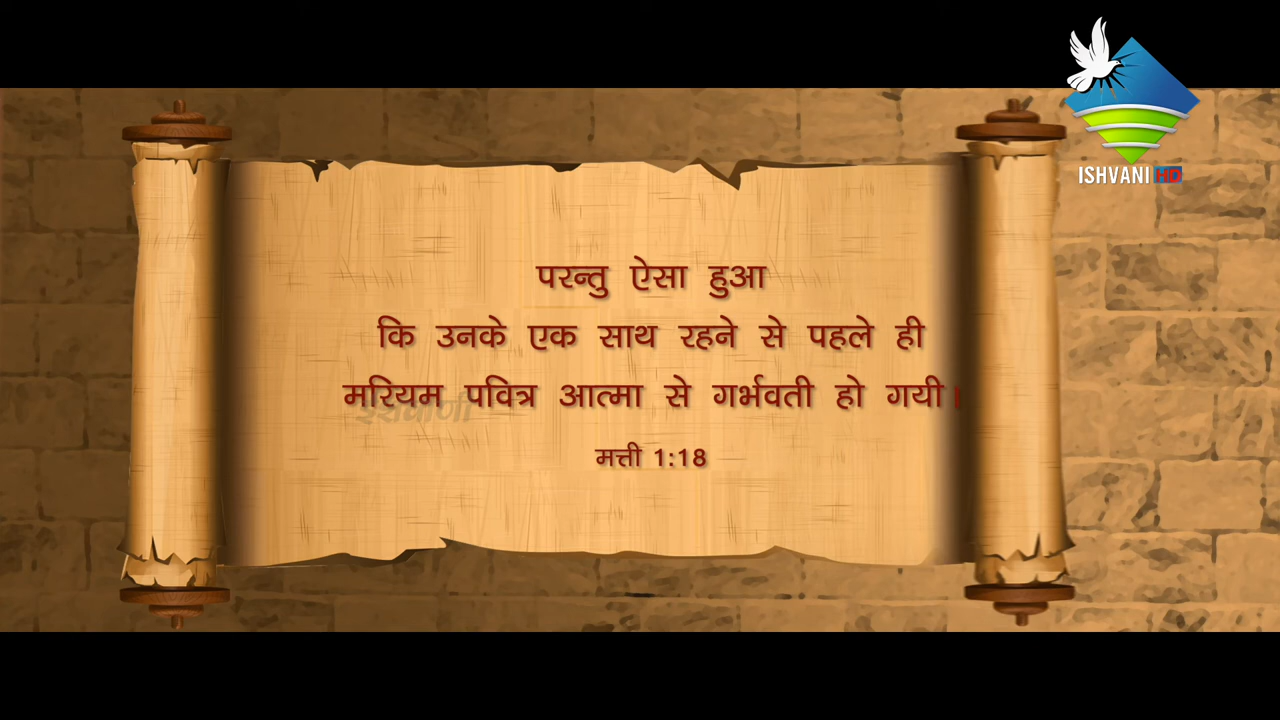 ISHVANI HD
परन्तु ऐसा हुआ
कि उनके एक साथ रहने से पहले ही
मरियम पवित्र आत्मा से गर्भवती हो गयी।
मत्ती 1:18